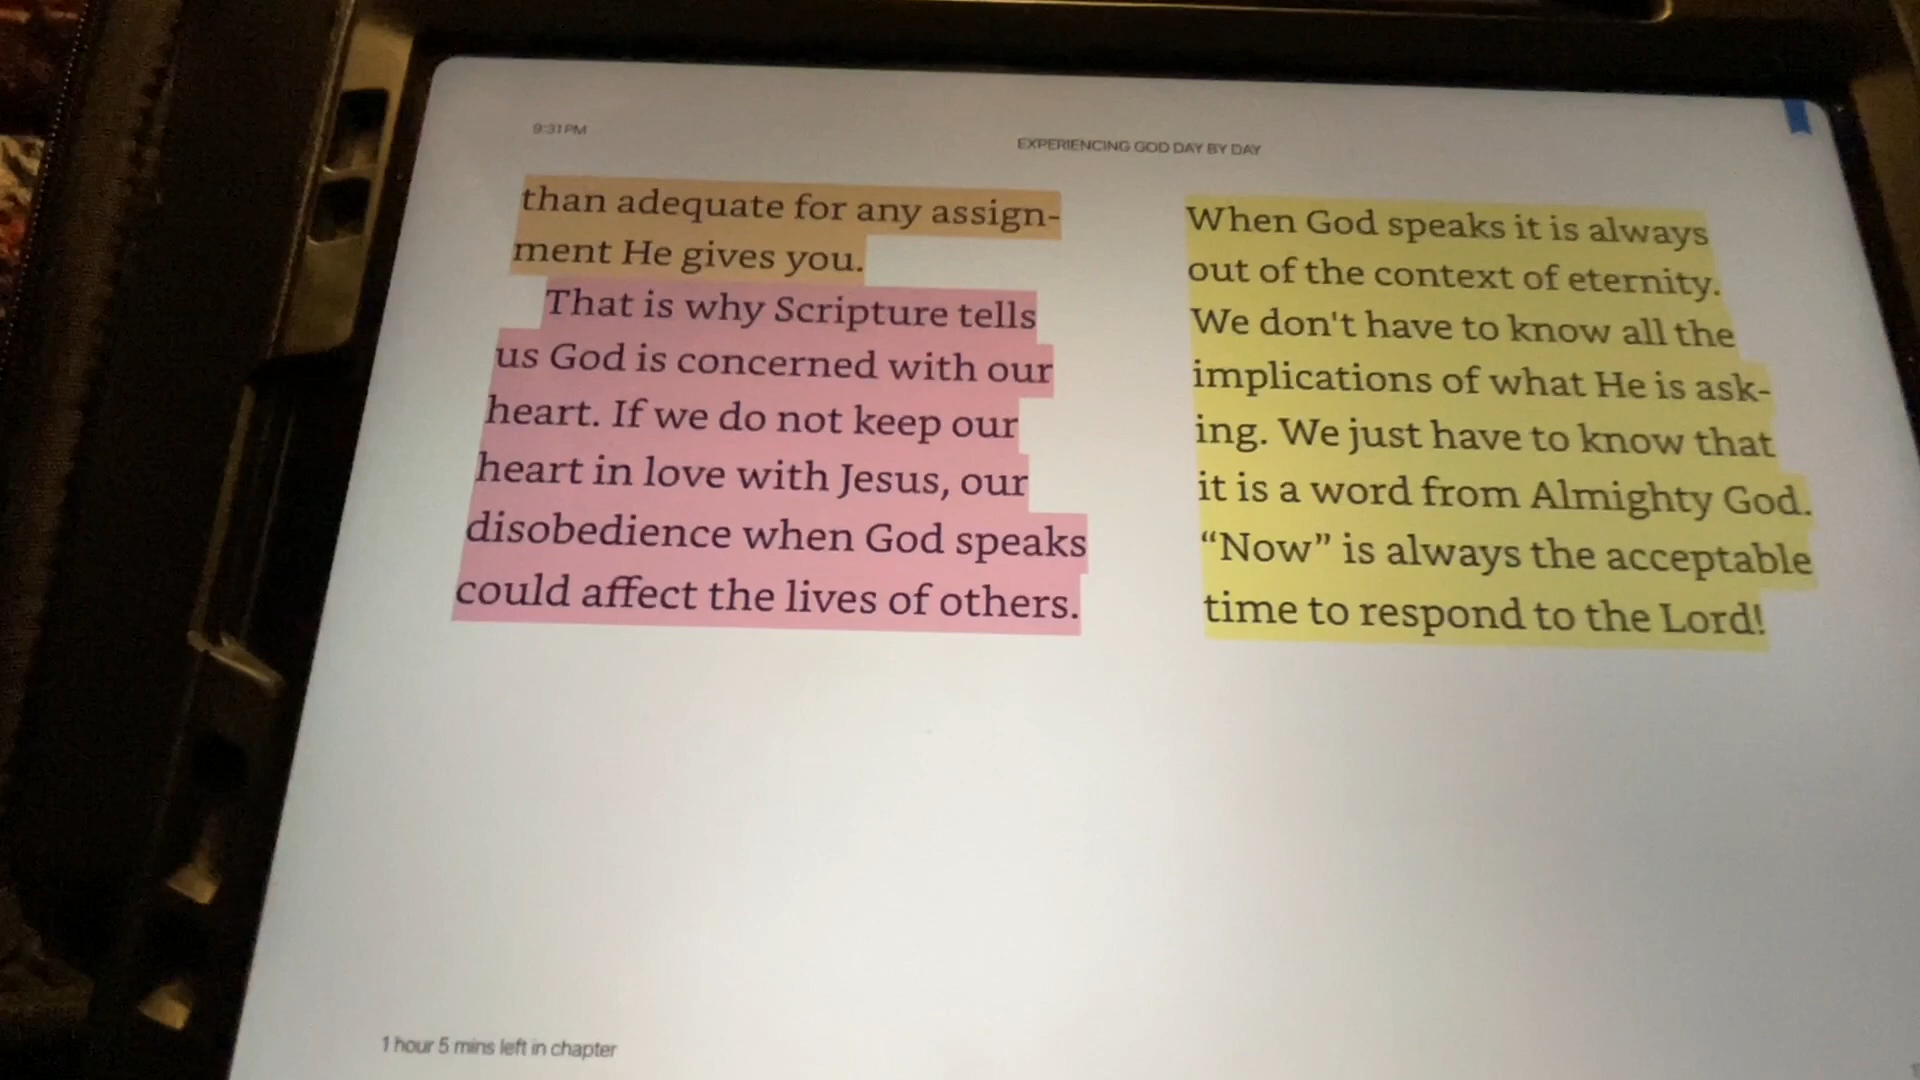 9:31 PM
EXPERIENCING GOD DAY BY DAY
than adequate for any assign-
ment He gives you.
That is why Scripture tells
us God is concerned with our
heart. If we do not keep our
heart in love with Jesus, our
disobedience when God speaks
could affect the lives of others.
When God speaks it is always
out of the context of eternity.
We don't have to know all the
implications of what He is ask-
ing. We just have to know that
it is a word from Almighty God.
“Now” is always the acceptable
time to respond to the Lord!
1 hour 5 mins left in chapter